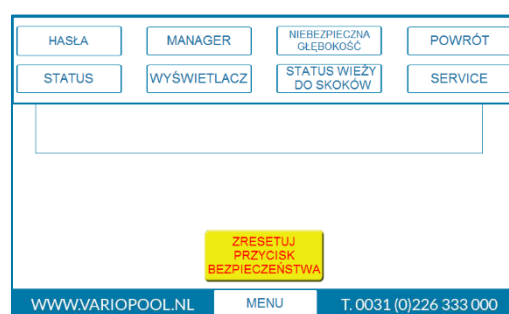 HASŁA
MANAGER
NIEBEZPIECZNA
GŁĘBOKOŚĆ
POWRÓT
STATUS
WYŚWIETLACZ
STATUS WIEŻY
DO SKOKÓW
SERVICE
ZRESETUJ
PRZYCISK
BEZPIECZEŃSTWA
WWW.VARIOPOOL.NL
MENU
T. 0031 (0)226 333 000